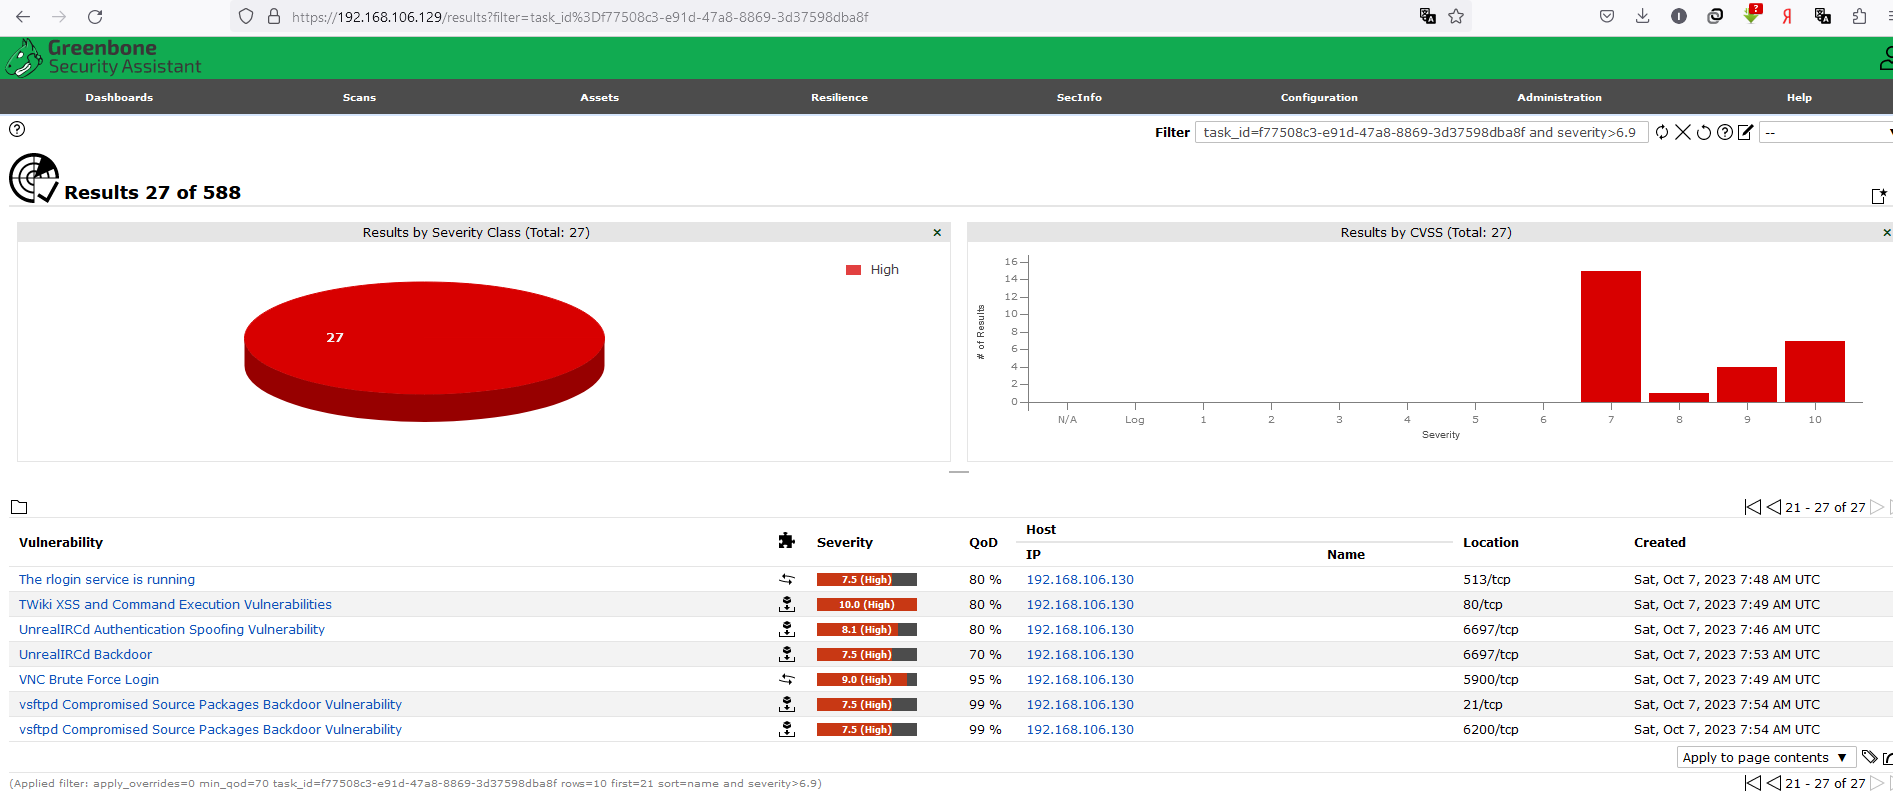 https://192.168.106.129/results?filter=task_id%3Df77508c3-e91d-47a8-8869-3d37598dba8f
Greenbone
Security Assistant
Dashboards Scans Assets Resilience SecInfo Configuration Administration Help
Filter task_id=f77508c3-e91d-47a8-8869-3d37598dba8f and severity>6.9 --
Results 27 of 588
Results by Severity Class (Total: 27)
High
27
Results by CVSS (Total: 27)
# of Results
16
14
12
10
8
6
4
2
0
N/A Log 1 2 3 4 5 6 7 8 9 10
Severity
21 - 27 of 27
Vulnerability Severity QoD Host Location Created
IP Name
The rlogin service is running 7.5 (High) 80 % 192.168.106.130 513/tcp Sat, Oct 7, 2023 7:48 AM UTC
TWiki XSS and Command Execution Vulnerabilities 10.0 (High) 80 % 192.168.106.130 80/tcp Sat, Oct 7, 2023 7:49 AM UTC
UnrealIRCd Authentication Spoofing Vulnerability 8.1 (High) 80 % 192.168.106.130 6697/tcp Sat, Oct 7, 2023 7:46 AM UTC
UnrealIRCd Backdoor 7.5 (High) 70 % 192.168.106.130 6697/tcp Sat, Oct 7, 2023 7:53 AM UTC
VNC Brute Force Login 9.0 (High) 95 % 192.168.106.130 5900/tcp Sat, Oct 7, 2023 7:49 AM UTC
vsftpd Compromised Source Packages Backdoor Vulnerability 7.5 (High) 99 % 192.168.106.130 21/tcp Sat, Oct 7, 2023 7:54 AM UTC
vsftpd Compromised Source Packages Backdoor Vulnerability 7.5 (High) 99 % 192.168.106.130 6200/tcp Sat, Oct 7, 2023 7:54 AM UTC
Apply to page contents
(Applied filter: apply_overrides=0 min_qod=70 task_id=f77508c3-e91d-47a8-8869-3d37598dba8f rows=10 first=21 sort=name and severity>6.9)
21 - 27 of 27